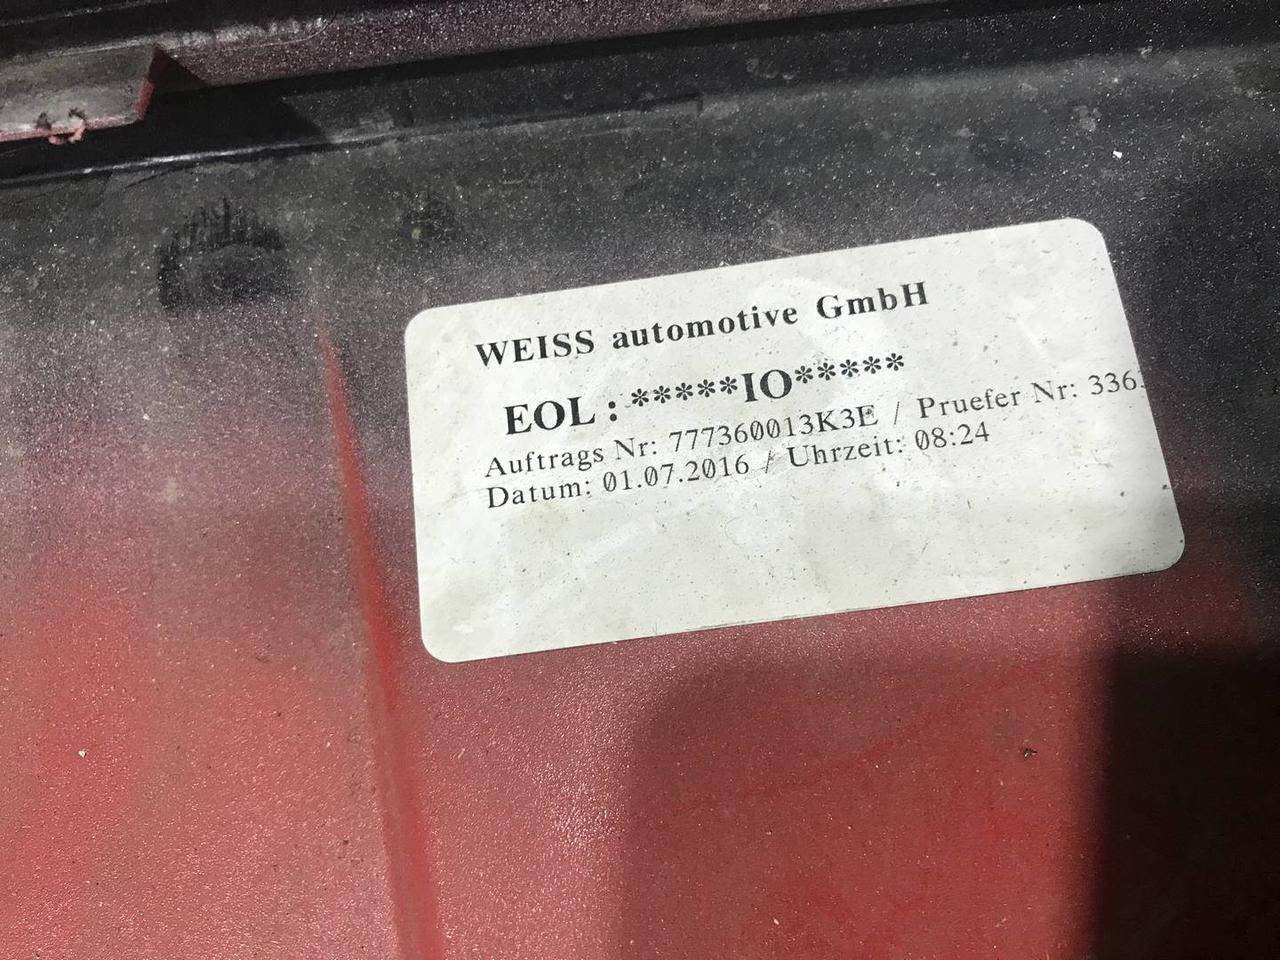 WEISS automotive GmbH
EOL : *****IO*****
Auftrags Nr: 777360013K3E / Pruefer Nr: 336
Datum: 01.07.2016 / Uhrzeit: 08:24